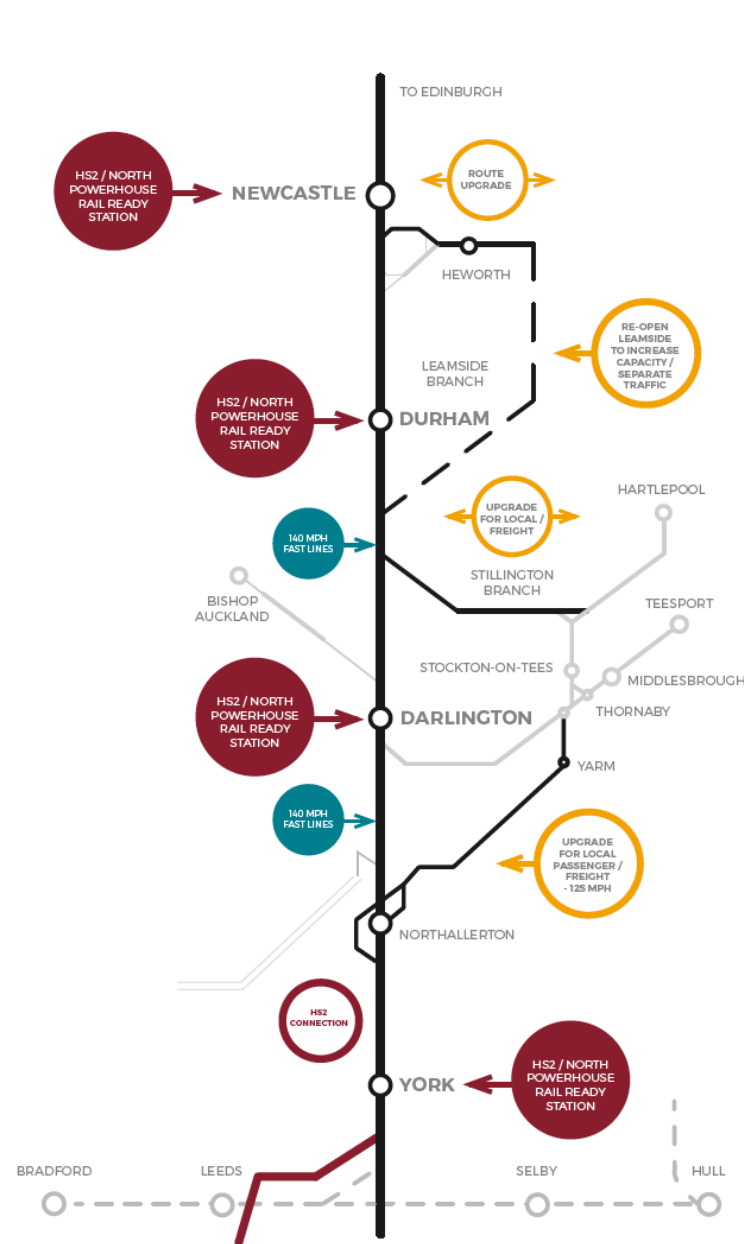 TO EDINBURGH
HS2 / NORTH
POWERHOUSE
RAIL READY
STATION
NEWCASTLE
ROUTE
UPGRADE
HEWORTH
RE-OPEN
LEAMSIDE
TO INCREASE
CAPACITY /
SEPARATE
TRAFFIC
LEAMSIDE
BRANCH
HS2 / NORTH
POWERHOUSE
RAIL READY
STATION
DURHAM
HARTLEPOOL
UPGRADE
FOR LOCAL /
FREIGHT
140 MPH
FAST LINES
STILLINGTON
BRANCH
BISHOP
AUCKLAND
TEESPORT
STOCKTON-ON-TEES
MIDDLESBROUGH
HS2 / NORTH
POWERHOUSE
RAIL READY
STATION
DARLINGTON
THORNABY
YARM
140 MPH
FAST LINES
UPGRADE
FOR LOCAL
PASSENGER /
FREIGHT
- 125 MPH
NORTHALLERTON
HS2
CONNECTION
YORK
HS2 / NORTH
POWERHOUSE
RAIL READY
STATION
BRADFORD
LEEDS
SELBY
HULL